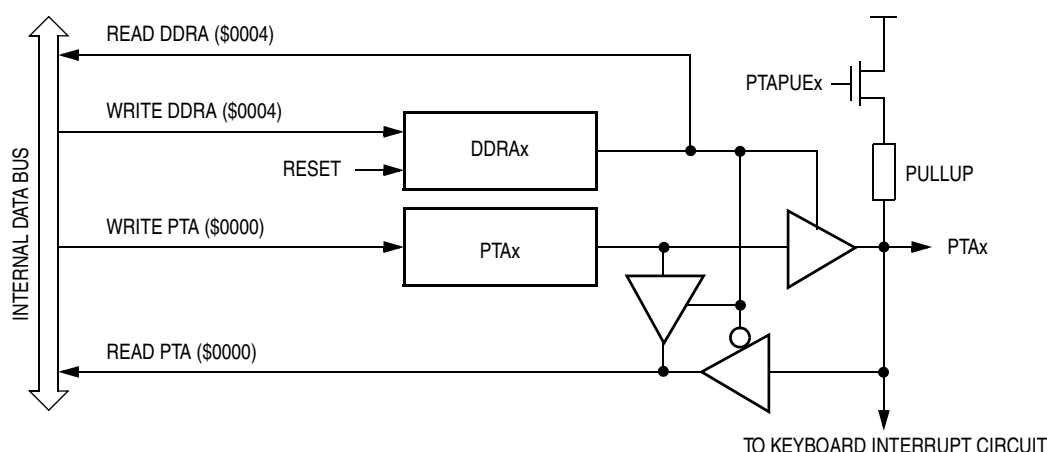 READ DDRA ($0004)
PTAPUEx
WRITE DDRA ($0004)
DDRAx
RESET
PULLUP
INTERNAL DATA BUS
WRITE PTA ($0000)
PTAx
PTAx
READ PTA ($0000)
TO KEYBOARD INTERRUPT CIRCUIT